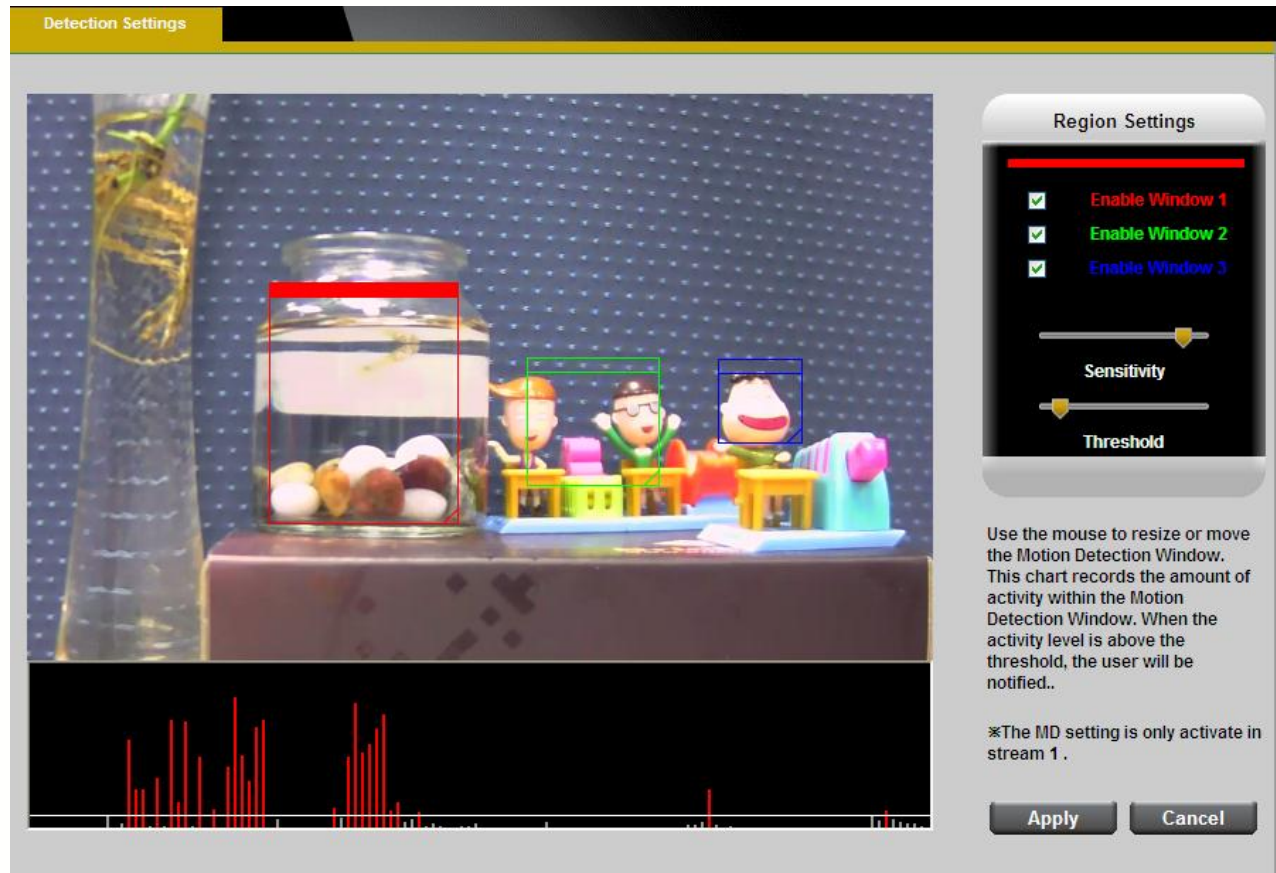 Detection Settings
Region Settings
Enable Window 1
Enable Window 2
Enable Window 3
Sensitivity
Threshold
Use the mouse to resize or move
the Motion Detection Window.
This chart records the amount of
activity within the Motion
Detection Window. When the
activity level is above the
threshold, the user will be
notified..
※The MD setting is only activate in
stream 1 .
Apply
Cancel